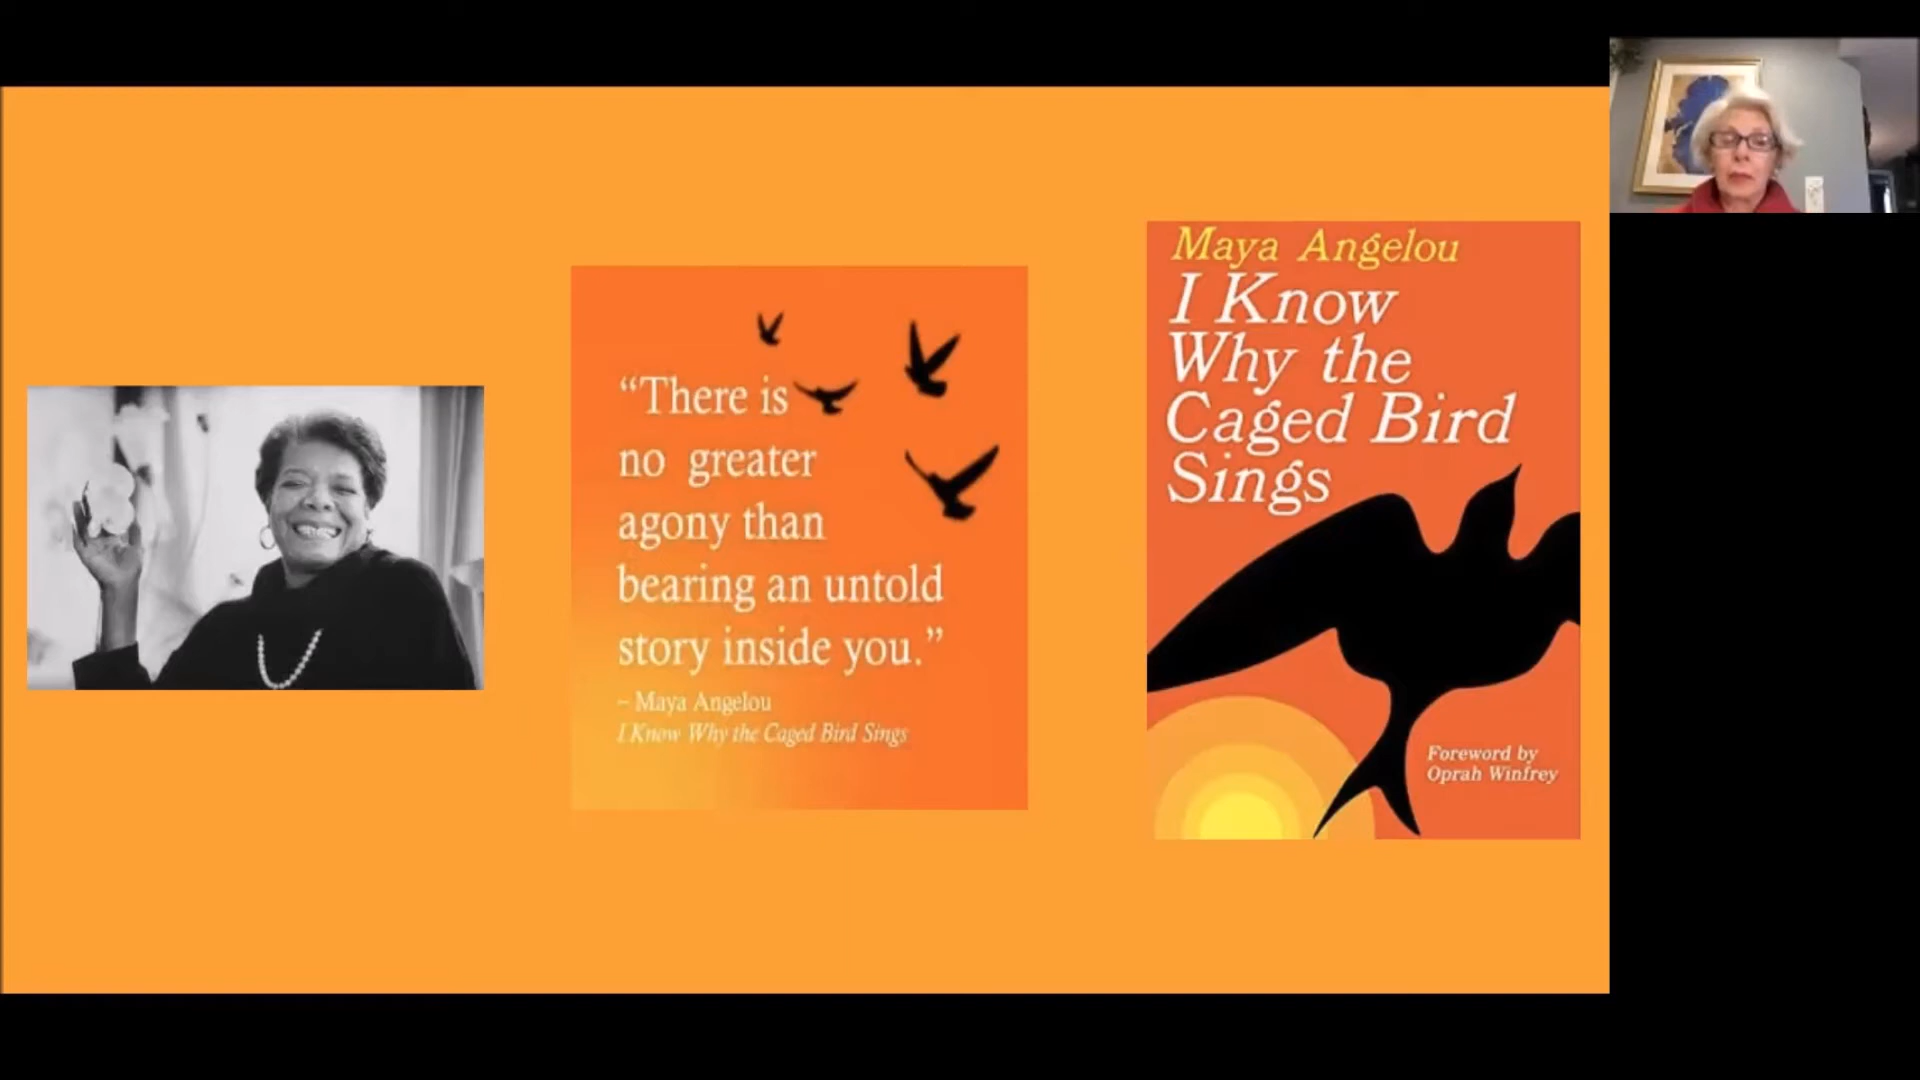 “There is
no greater
agony than
bearing an untold
story inside you.”
– Maya Angelou
I Know Why the Caged Bird Sings
Maya Angelou
I Know
Why the
Caged Bird
Sings
Foreword by
Oprah Winfrey